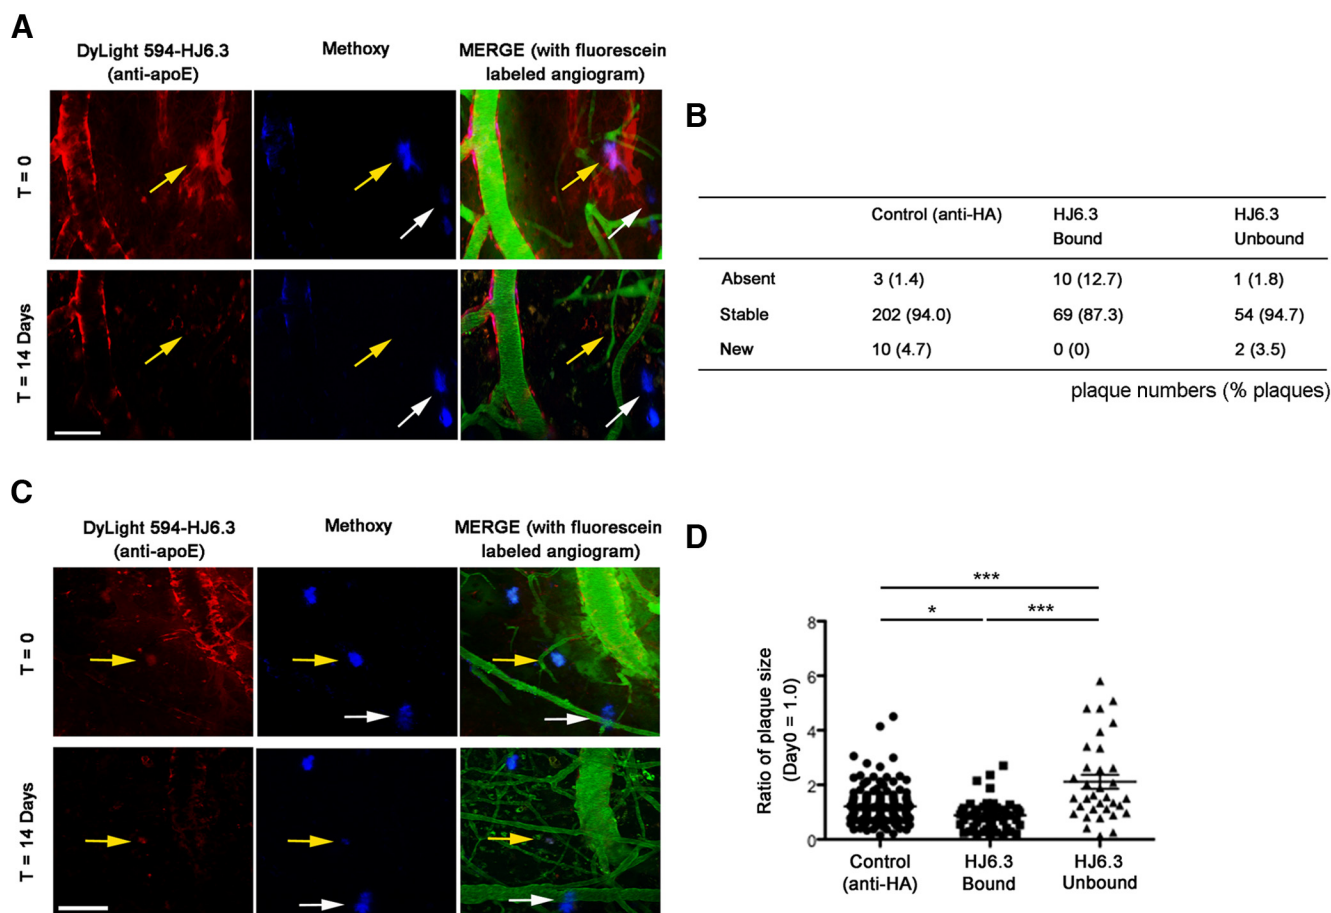 A
DyLight 594-HJ6.3
(anti-apoE)
Methoxy
MERGE (with fluorescein
labeled angiogram)
T = 0
T = 14 Days
B
Control (anti-HA)
HJ6.3
Bound
HJ6.3
Unbound
Absent 3 (1.4) 10 (12.7) 1 (1.8)
Stable 202 (94.0) 69 (87.3) 54 (94.7)
New 10 (4.7) 0 (0) 2 (3.5)
plaque numbers (% plaques)
C
DyLight 594-HJ6.3
(anti-apoE)
Methoxy
MERGE (with fluorescein
labeled angiogram)
T = 0
T = 14 Days
D
***
* ***
Ratio of plaque size
(Day0 = 1.0)
8
6
4
2
0
Control
(anti-HA)
HJ6.3
Bound
HJ6.3
Unbound